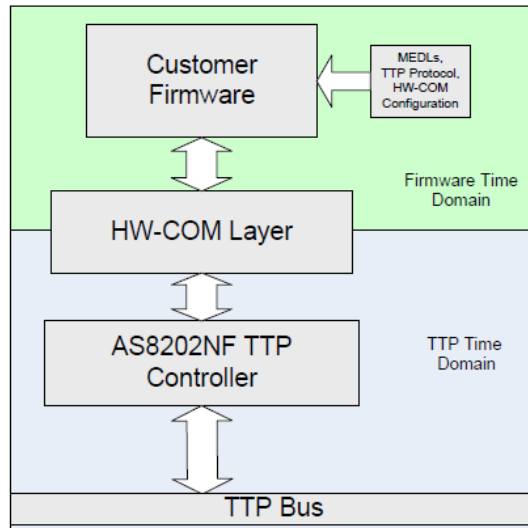 Customer
Firmware
MEDLs,
TTP Protocol,
HW-COM
Configuration
Firmware Time
Domain
HW-COM Layer
AS8202NF TTP
Controller
TTP Time
Domain
TTP Bus